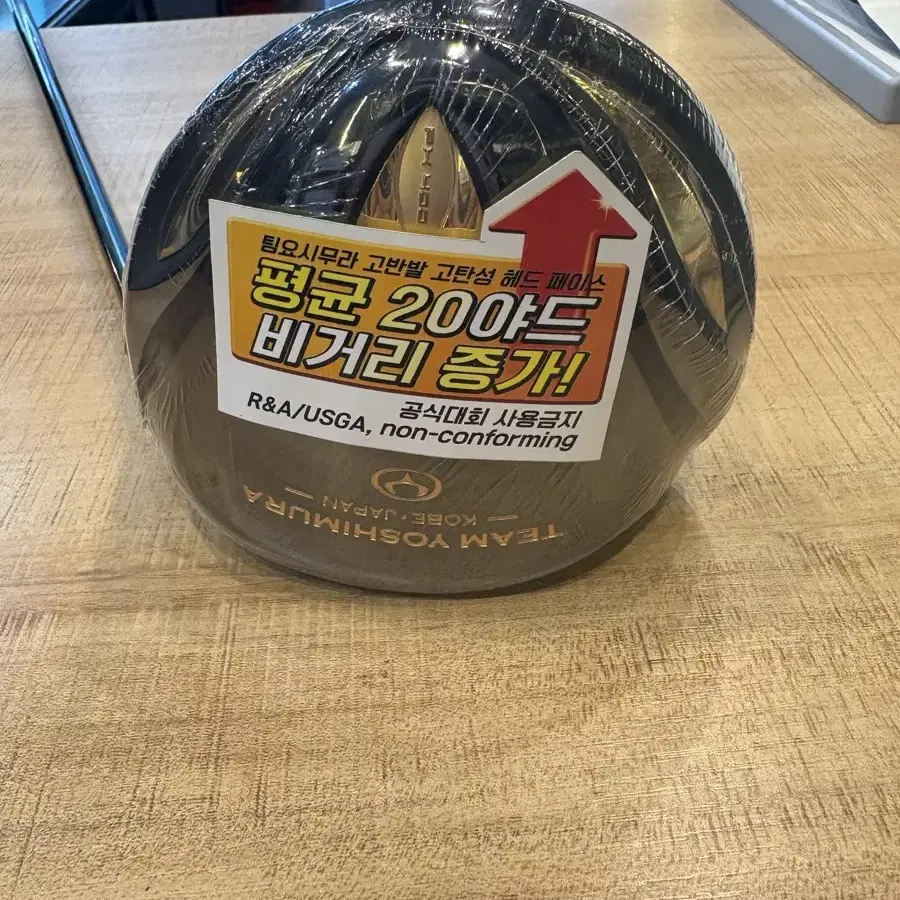 팀요시무라 고반발 고탄성 헤드 페이스
평균 20야드
비거리 증가!
공식대회 사용금지
R&A/USGA, non-conforming
TEAM YOSHIMURA
KOBE · JAPAN